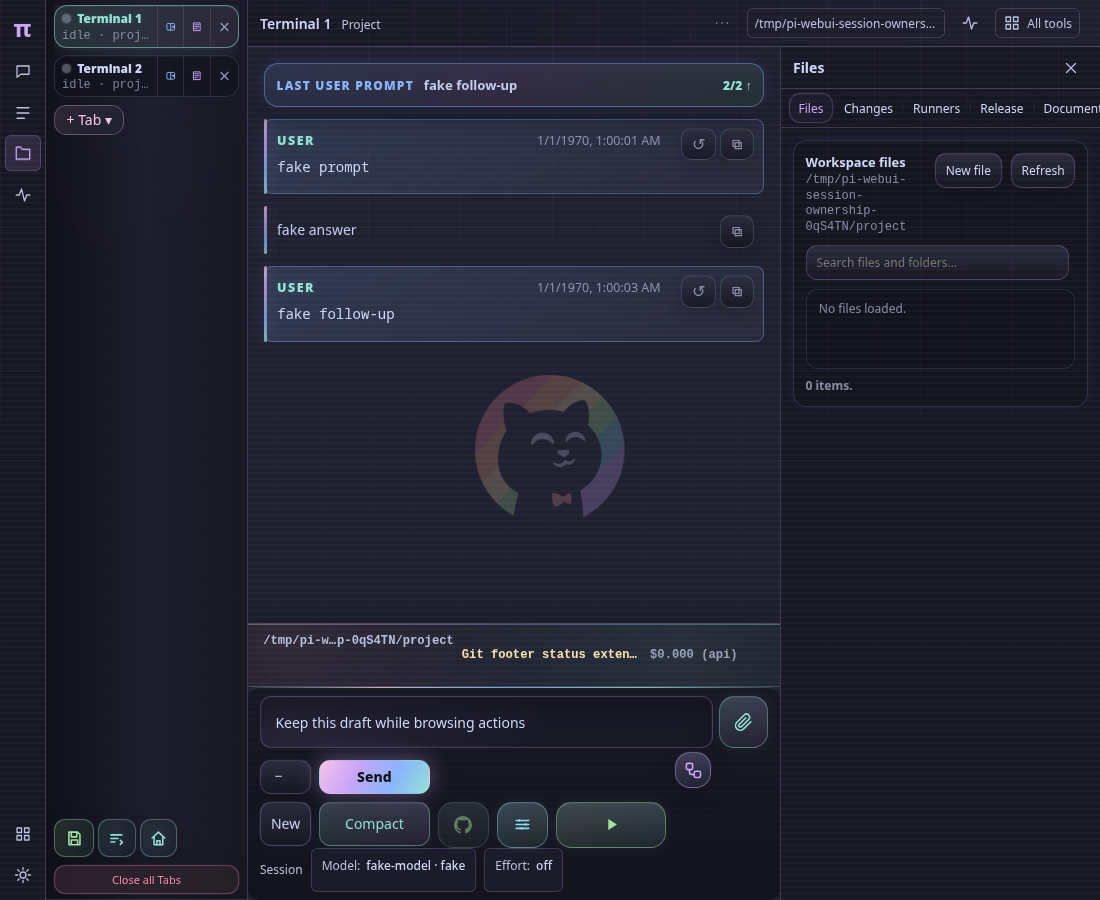 π
Terminal 1
idle · proj…
Terminal 2
idle · proj…
+ Tab ▾
Close all Tabs
Terminal 1 Project
···
/tmp/pi-webui-session-owners…
All tools
LAST USER PROMPT fake follow-up 2/2 ↑
USER 1/1/1970, 1:00:01 AM
fake prompt
fake answer
USER 1/1/1970, 1:00:03 AM
fake follow-up
/tmp/pi-w…p-0qS4TN/project
Git footer status exten… $0.000 (api)
Keep this draft while browsing actions
− Send
New Compact
Session Model: fake-model · fake Effort: off
Files
Files Changes Runners Release Document
Workspace files
/tmp/pi-webui-
session-
ownership-
0qS4TN/project
New file Refresh
Search files and folders…
No files loaded.
0 items.